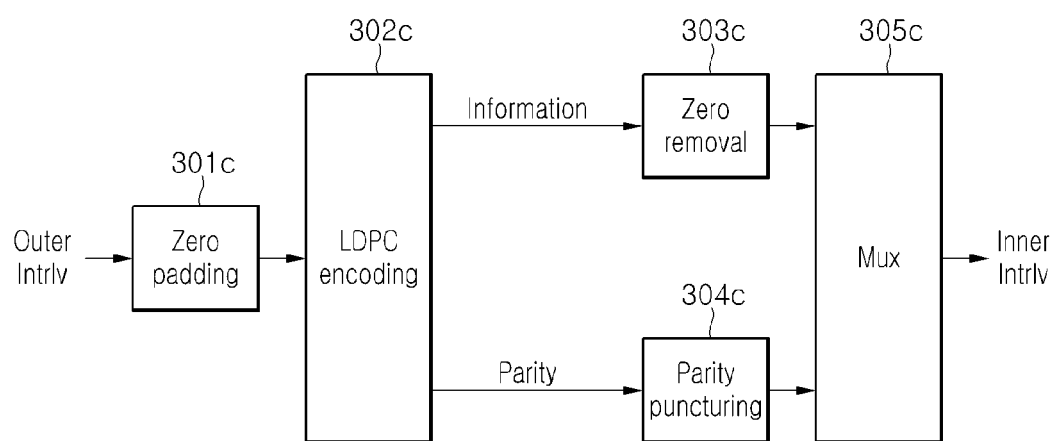 302c
303c
305c
Information
Zero
removal
301c
Outer
Intrlv
Zero
padding
LDPC
encoding
Mux
Inner
Intrlv
304c
Parity
Parity
puncturing